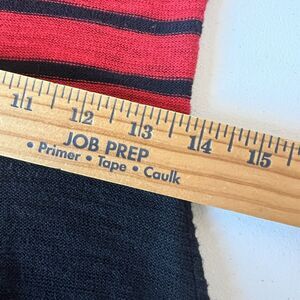 11 12 13 14 15
JOB PREP
• Primer • Tape • Caulk